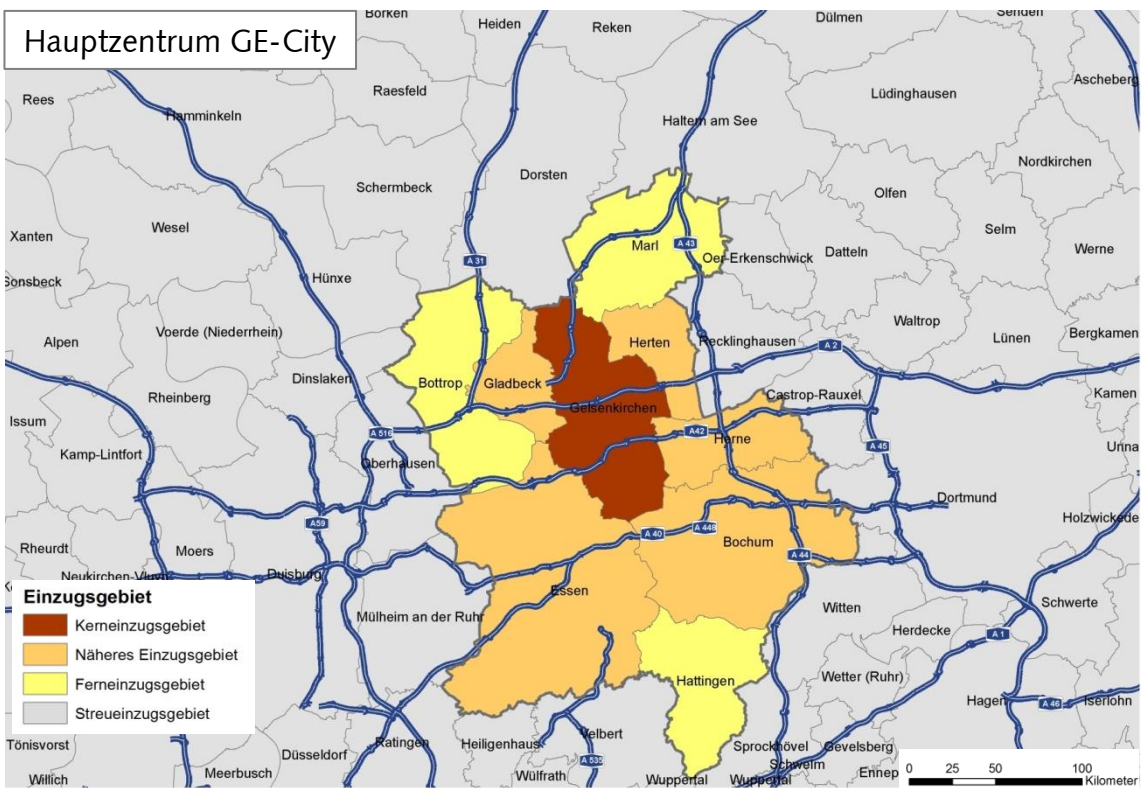 Hauptzentrum GE-City
Borken
Heiden
Reken
Dülmen
Senden
Ascheberg
Rees
Hamminkeln
Raesfeld
Haltern am See
Lüdinghausen
Nordkirchen
Schermbeck
Dorsten
Olfen
Selm
Xanten
Wesel
Marl
A 43
Oer-Erkenschwick
Datteln
Werne
Sonsbeck
Hünxe
A 31
Voerde (Niederrhein)
Waltrop
Lünen
Bergkamen
Alpen
Herten
Recklinghausen
A 2
Dinslaken
Bottrop
Gladbeck
Rheinberg
Castrop-Rauxel
Kamen
Issum
Gelsenkirchen
A 516
A42
Herne
A 45
Unna
Kamp-Lintfort
Oberhausen
Dortmund
A59
A 40
A 448
Holzwickede
Rheurdt
Moers
Bochum
A 44
Neukirchen-Vluyn
Duisburg
Essen
Mülheim an der Ruhr
Witten
Schwerte
Herdecke
A 1
Einzugsgebiet
Kerneinzugsgebiet
Näheres Einzugsgebiet
Ferneinzugsgebiet
Streueinzugsgebiet
Hattingen
Wetter (Ruhr)
Hagen
A 46
Iserlohn
Tönisvorst
Düsseldorf
Ratingen
Heiligenhaus
Velbert
Sprockhövel
Gevelsberg
Willich
Meerbusch
A 535
Wülfrath
Wuppertal
Wuppertal
Schwelm
Ennep
0 25 50 100
Kilometer